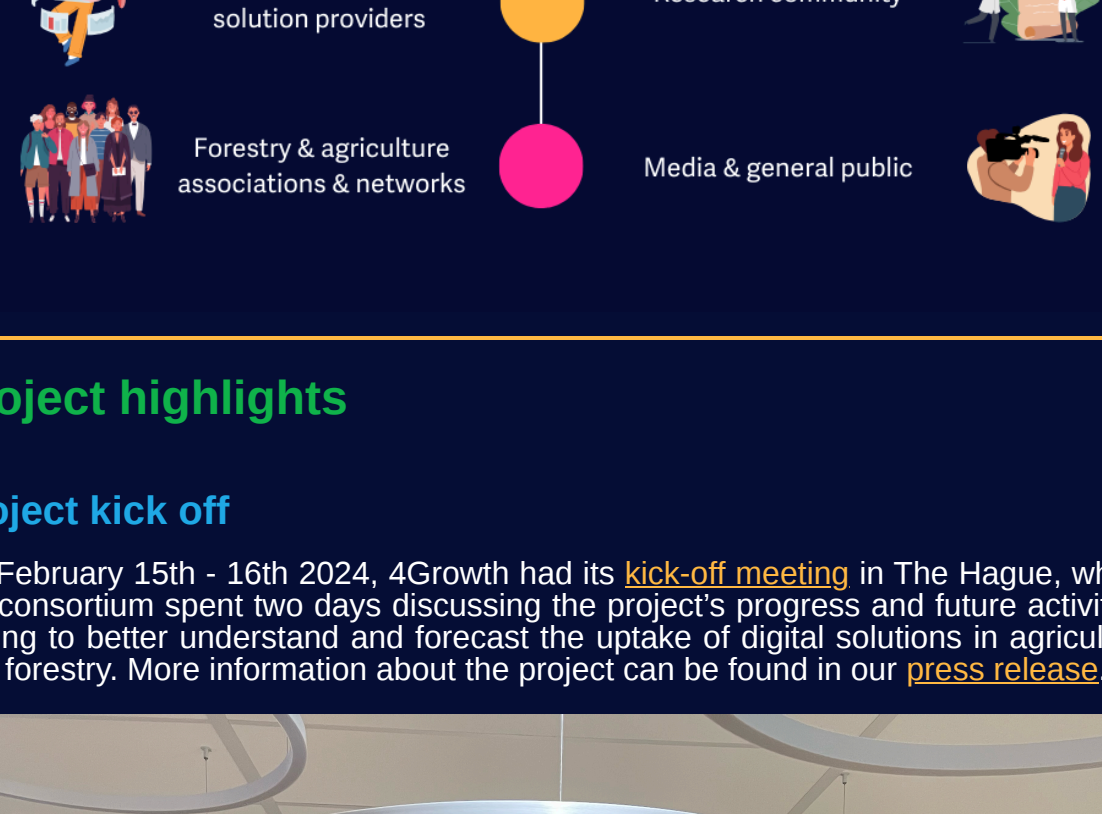 solution providers
Research community
Forestry & agriculture
associations & networks
Media & general public
oject highlights
oject kick off
February 15th - 16th 2024, 4Growth had its kick-off meeting in The Hague, wh
consortium spent two days discussing the project's progress and future activit
ng to better understand and forecast the uptake of digital solutions in agricul
forestry. More information about the project can be found in our press release.